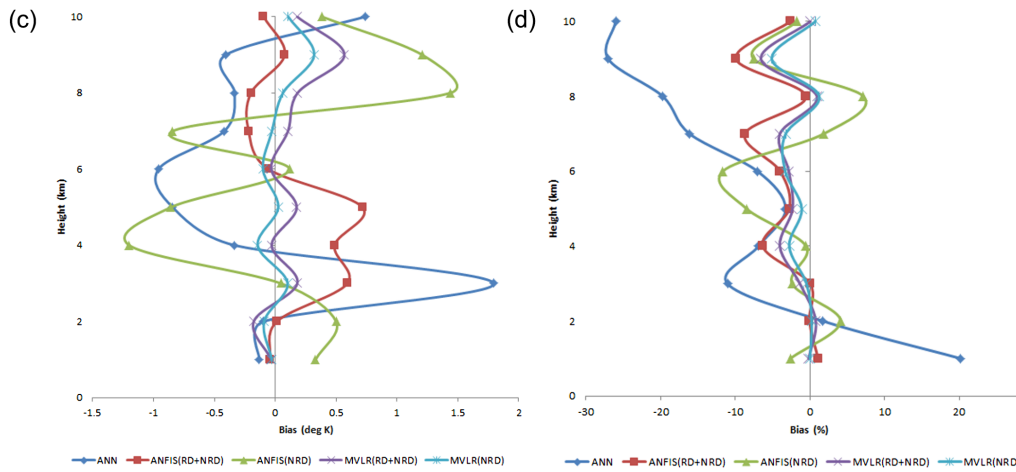 (c)
10
8
6
4
2
0
Height (km)
-1.5 -1 -0.5 0 0.5 1 1.5 2
Bias (deg K)
ANN ANFIS(RD+NRD) ANFIS(NRD) MVLR(RD+NRD) MVLR(NRD)
(d)
10
8
6
4
2
0
Height (km)
-30 -20 -10 0 10 20
Bias (%)
ANN ANFIS(RD+NRD) ANFIS(NRD) MVLR(RD+NRD) MVLR(NRD)